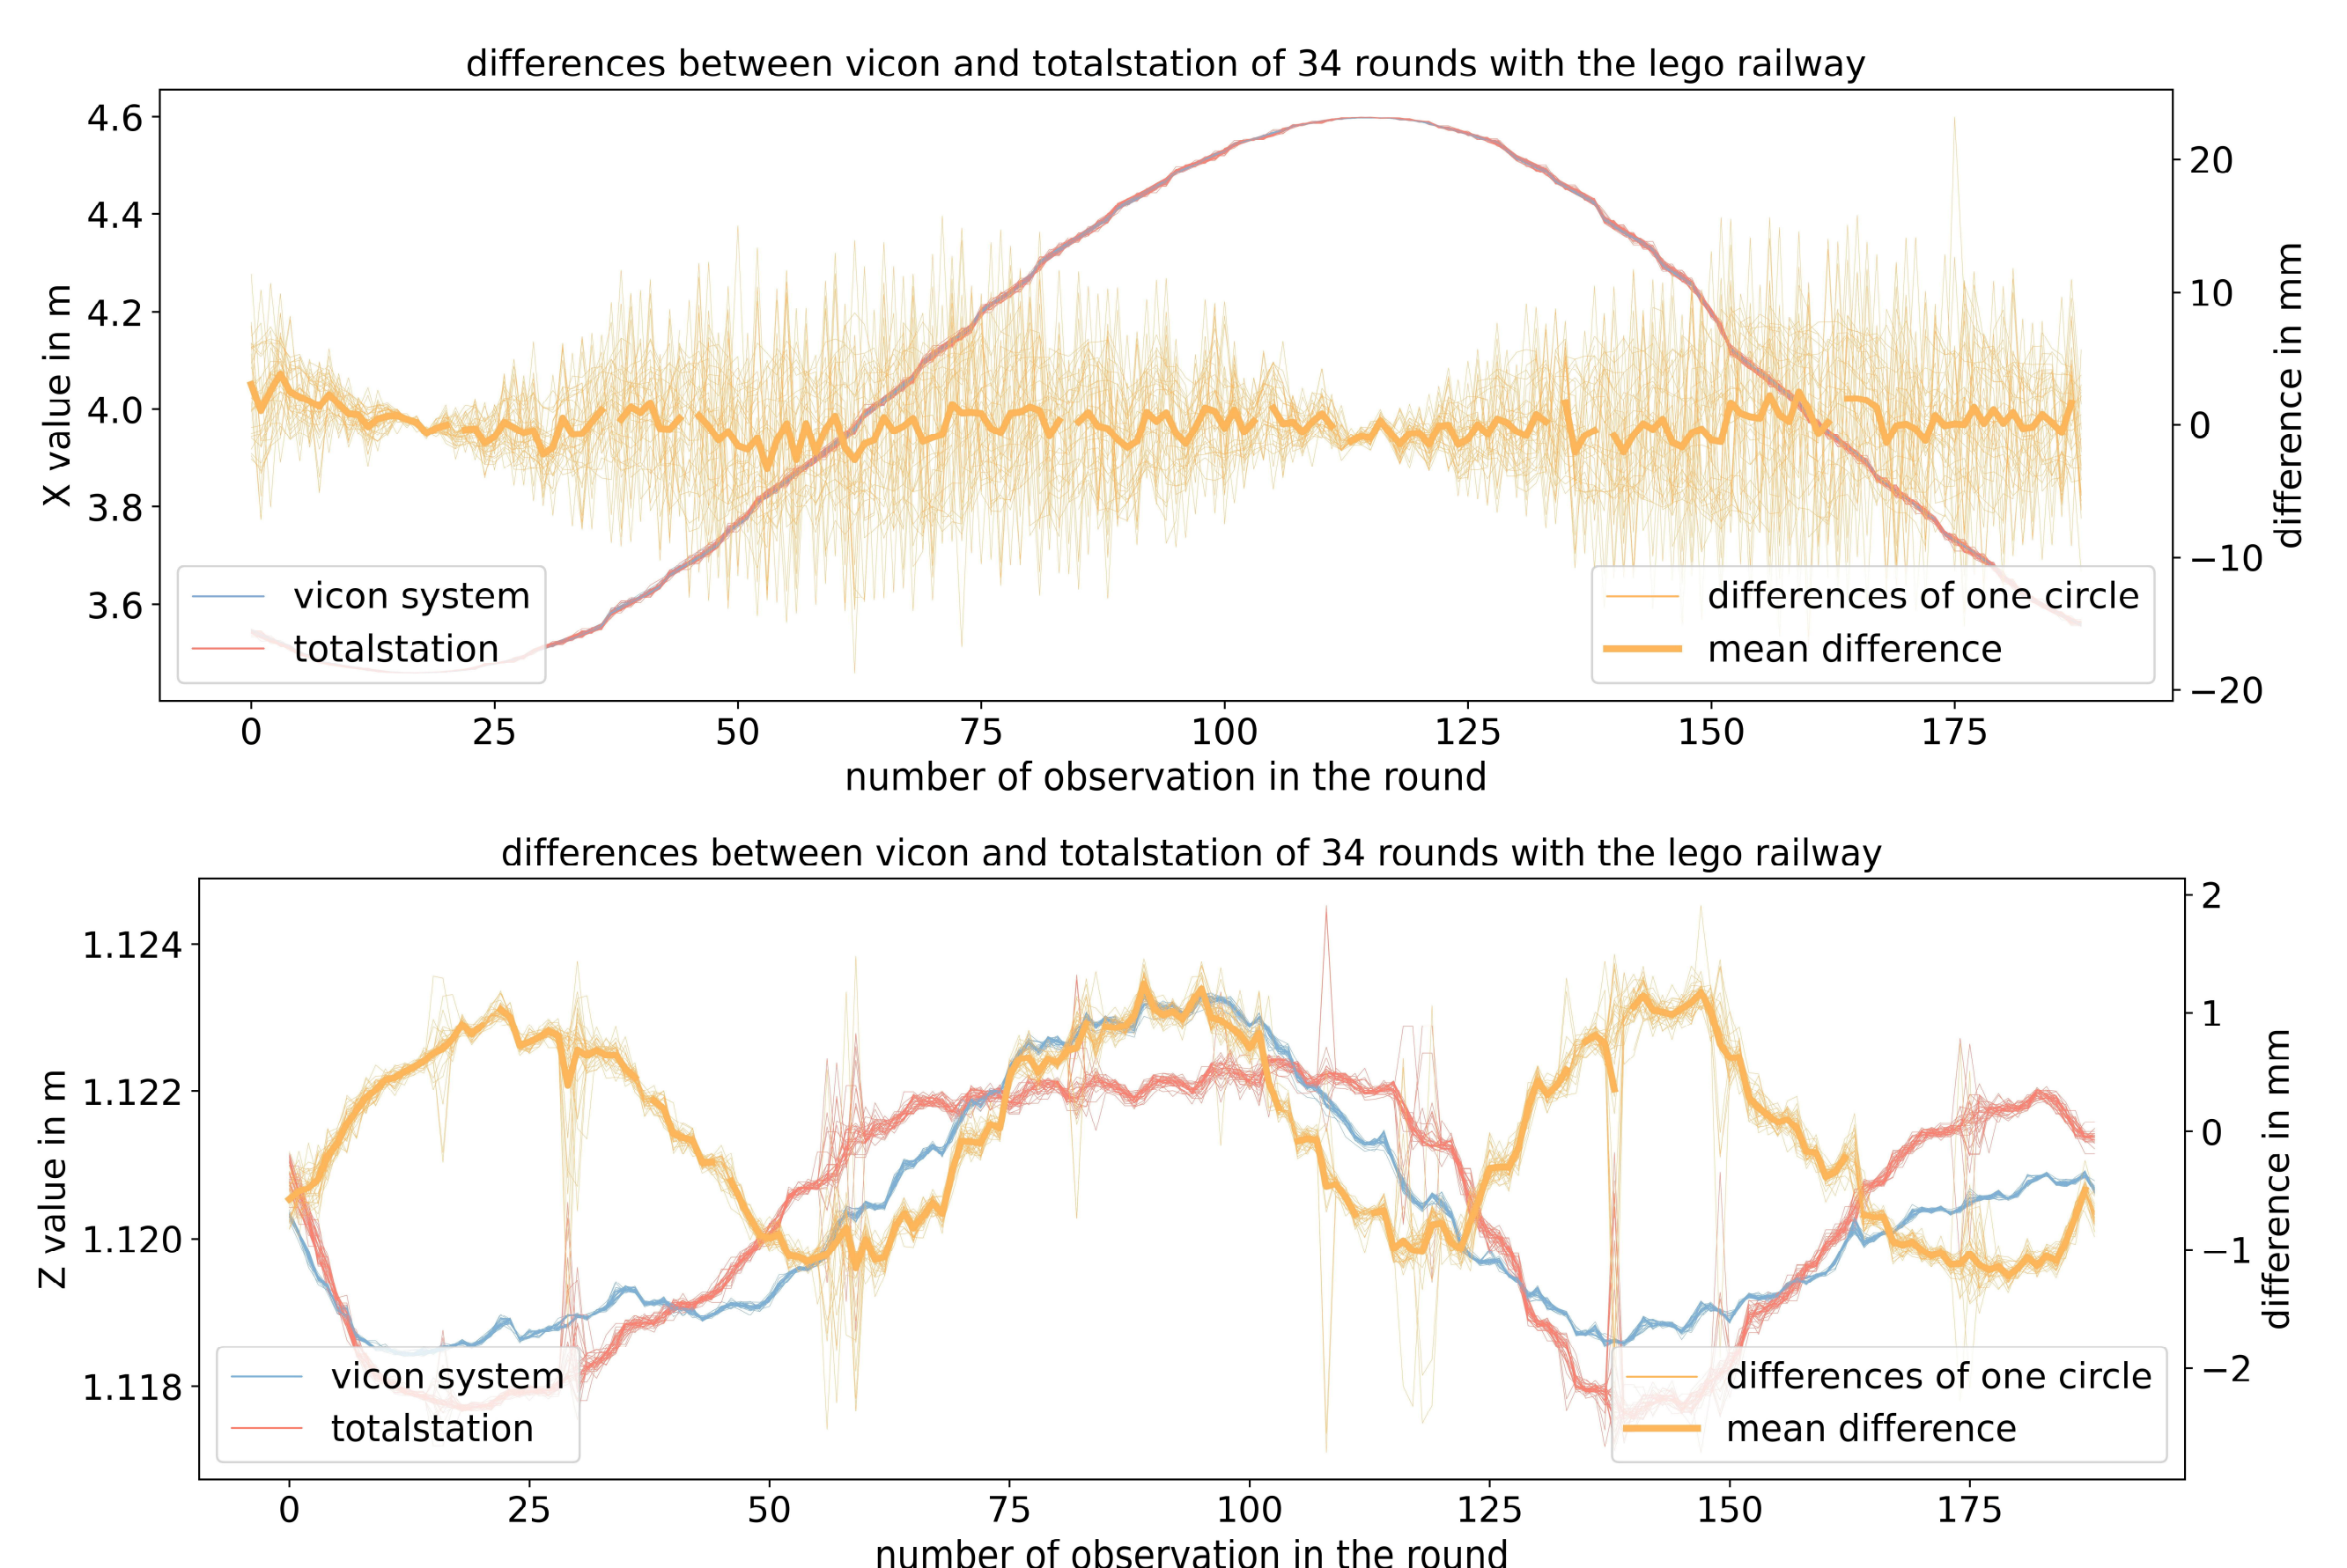 differences between vicon and totalstation of 34 rounds with the lego railway
4.6
4.4
4.2
4.0
3.8
3.6
X value in m
20
10
0
−10
−20
difference in mm
vicon system
totalstation
differences of one circle
mean difference
0 25 50 75 100 125 150 175
number of observation in the round
differences between vicon and totalstation of 34 rounds with the lego railway
1.124
1.122
1.120
1.118
Z value in m
2
1
0
−1
−2
difference in mm
vicon system
totalstation
differences of one circle
mean difference
0 25 50 75 100 125 150 175
number of observation in the round